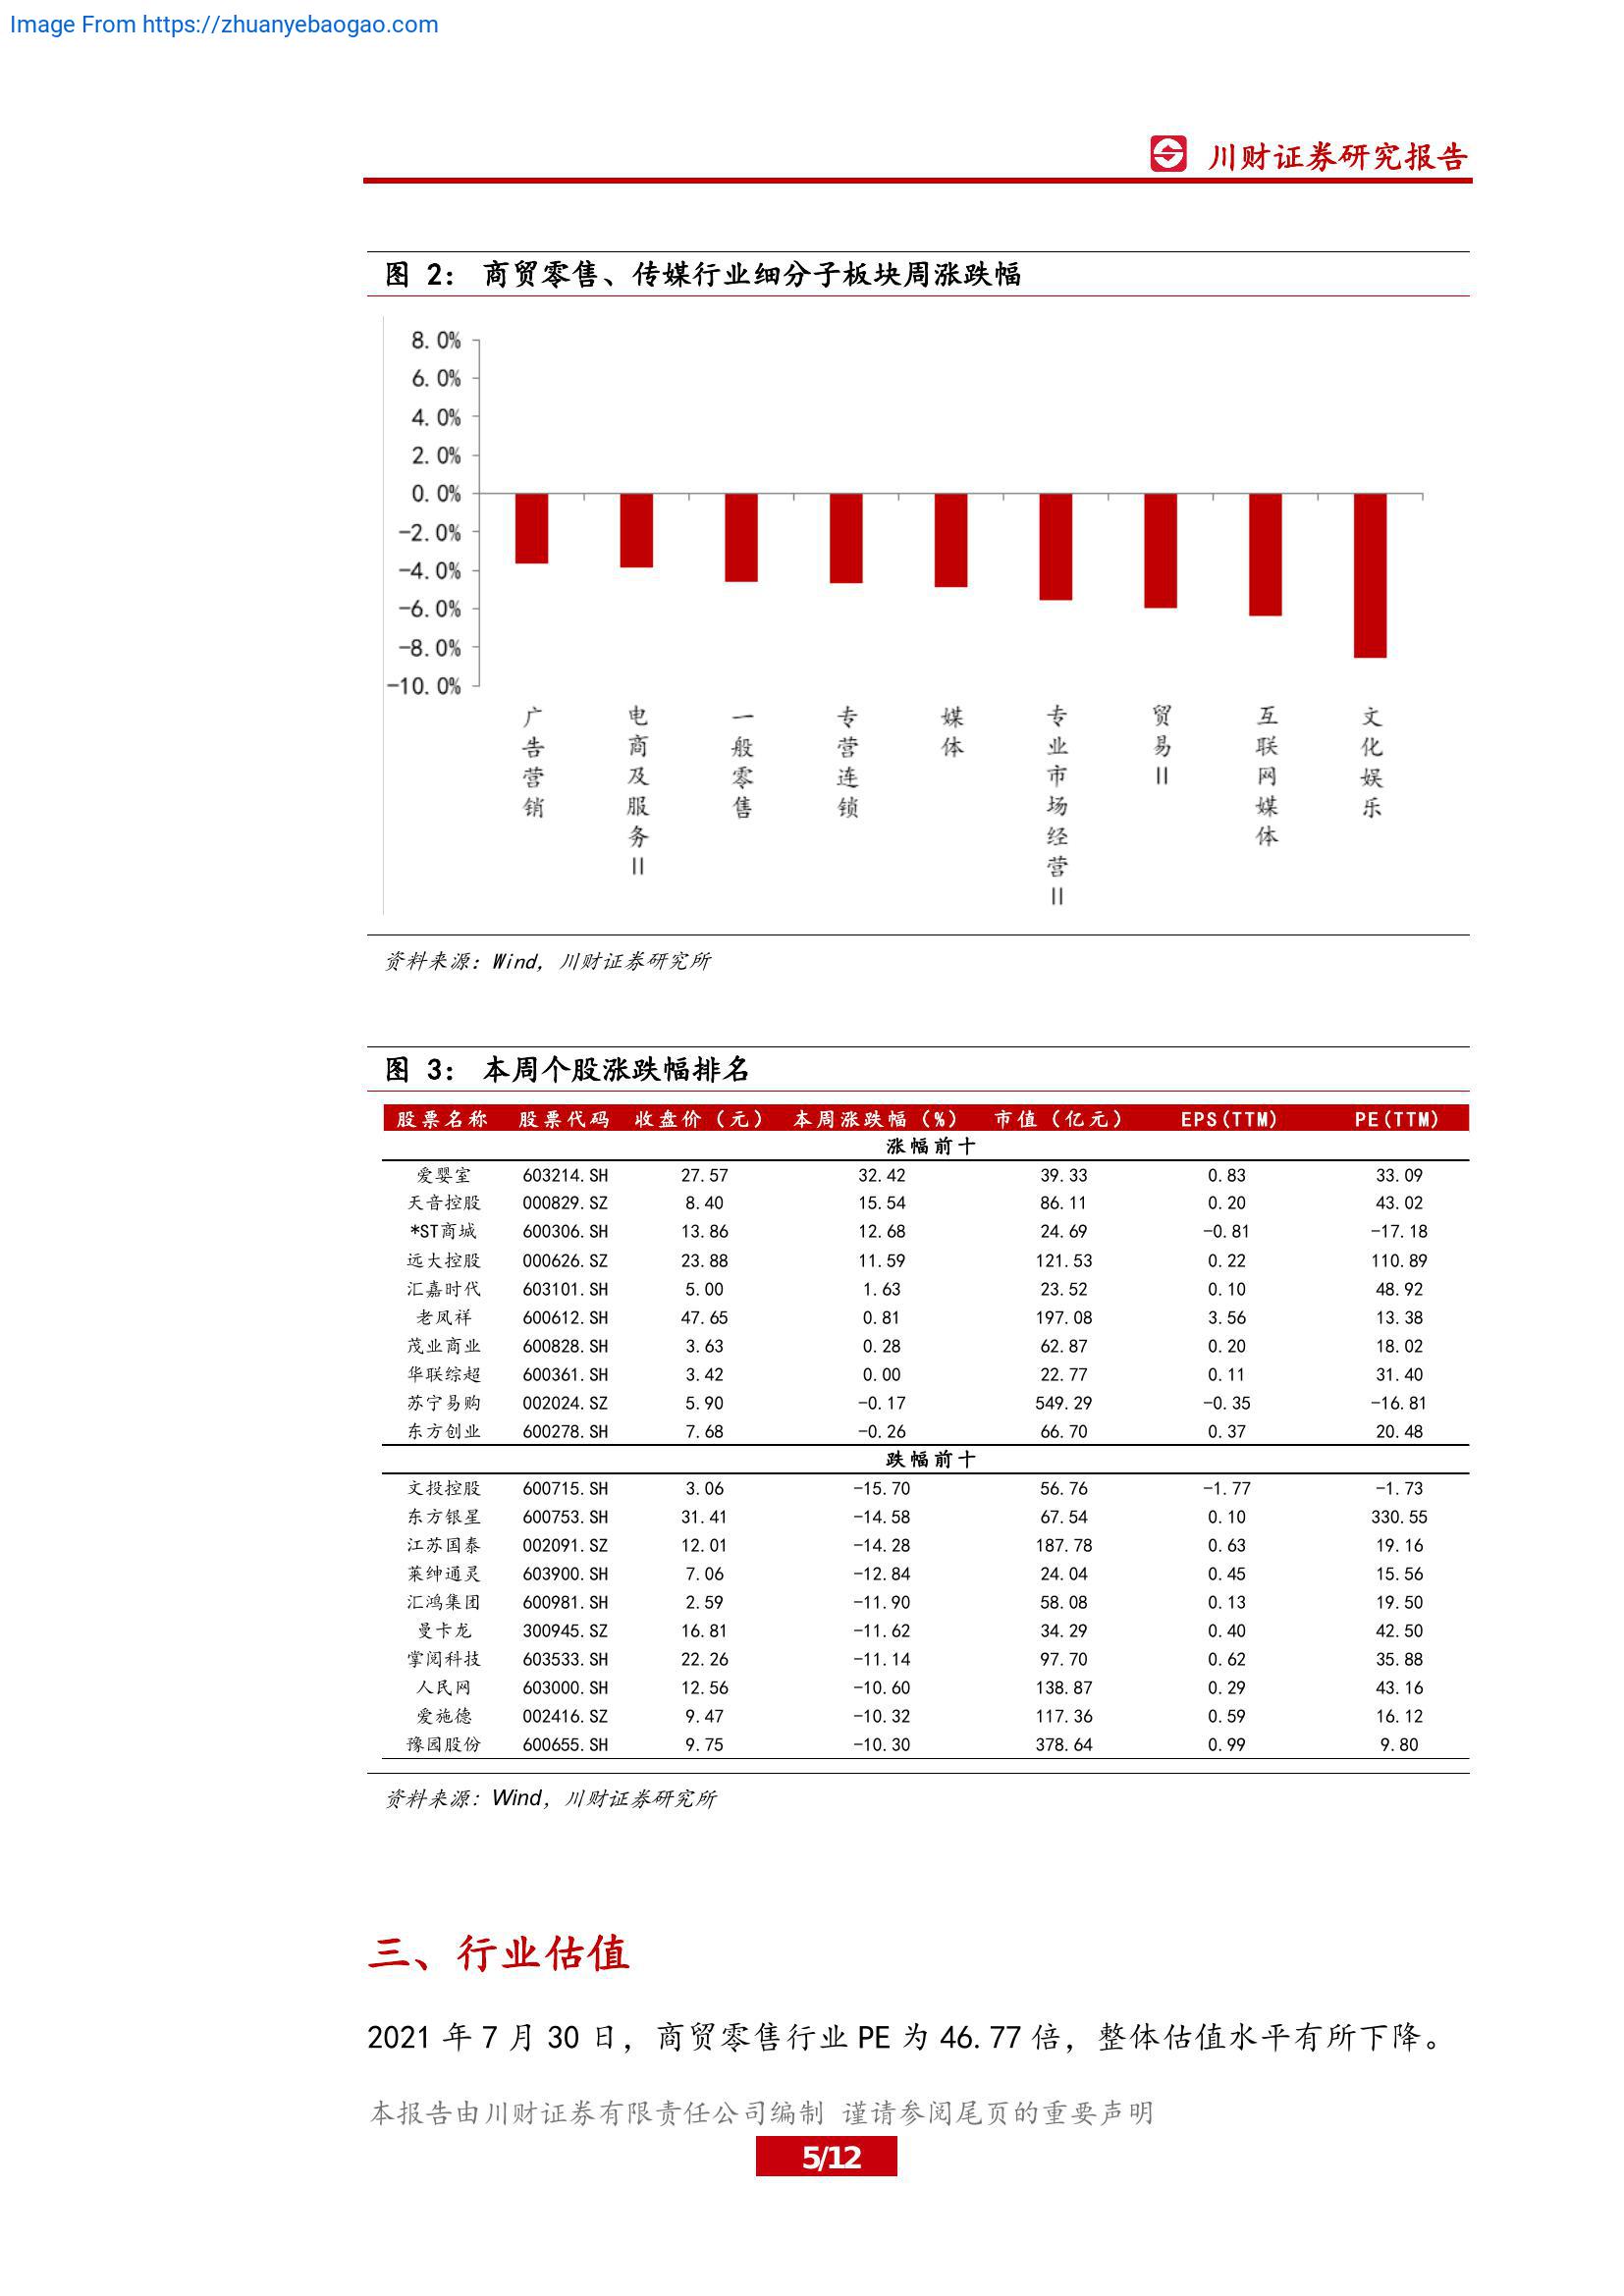 Image From https://zhuanyebaogao.com
川财证券研究报告
图 2： 商贸零售、传媒行业细分子板块周涨跌幅
8.0%
6.0%
4.0%
2.0%
0.0%
-2.0%
-4.0%
-6.0%
-8.0%
-10.0%
广告营销
电商及服务II
一般零售
专营连锁
媒体
专业市场经营II
贸易II
互联网媒体
文化娱乐
资料来源：Wind，川财证券研究所
图 3： 本周个股涨跌幅排名
股票名称 股票代码 收盘价（元） 本周涨跌幅（%） 市值（亿元） EPS(TTM) PE(TTM)
涨幅前十
爱婴室 603214.SH 27.57 32.42 39.33 0.83 33.09
天音控股 000829.SZ 8.40 15.54 86.11 0.20 43.02
*ST商城 600306.SH 13.86 12.68 24.69 -0.81 -17.18
远大控股 000626.SZ 23.88 11.59 121.53 0.22 110.89
汇嘉时代 603101.SH 5.00 1.63 23.52 0.10 48.92
老凤祥 600612.SH 47.65 0.81 197.08 3.56 13.38
茂业商业 600828.SH 3.63 0.28 62.87 0.20 18.02
华联综超 600361.SH 3.42 0.00 22.77 0.11 31.40
苏宁易购 002024.SZ 5.90 -0.17 549.29 -0.35 -16.81
东方创业 600278.SH 7.68 -0.26 66.70 0.37 20.48
跌幅前十
文投控股 600715.SH 3.06 -15.70 56.76 -1.77 -1.73
东方银星 600753.SH 31.41 -14.58 67.54 0.10 330.55
江苏国泰 002091.SZ 12.01 -14.28 187.78 0.63 19.16
莱绅通灵 603900.SH 7.06 -12.84 24.04 0.45 15.56
汇鸿集团 600981.SH 2.59 -11.90 58.08 0.13 19.50
曼卡龙 300945.SZ 16.81 -11.62 34.29 0.40 42.50
掌阅科技 603533.SH 22.26 -11.14 97.70 0.62 35.88
人民网 603000.SH 12.56 -10.60 138.87 0.29 43.16
爱施德 002416.SZ 9.47 -10.32 117.36 0.59 16.12
豫园股份 600655.SH 9.75 -10.30 378.64 0.99 9.80
资料来源：Wind，川财证券研究所
三、行业估值
2021 年 7 月 30 日，商贸零售行业 PE 为 46.77 倍，整体估值水平有所下降。
本报告由川财证券有限责任公司编制 谨请参阅尾页的重要声明
5/12